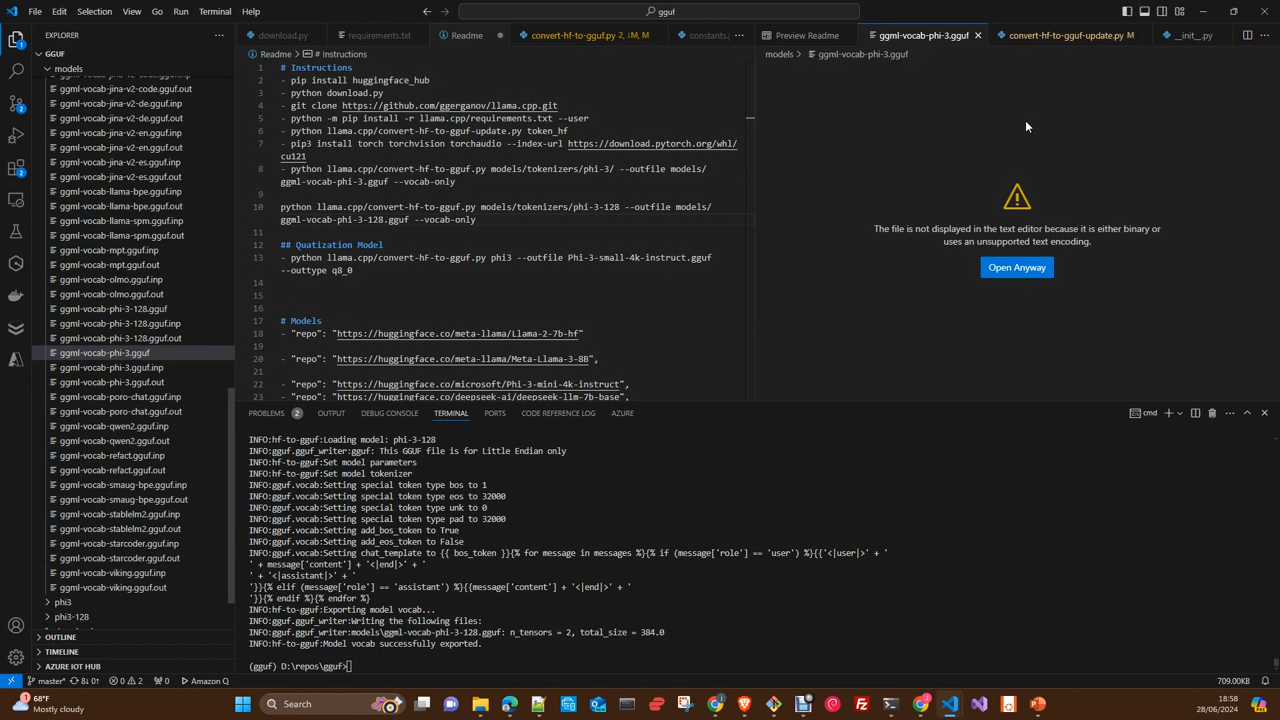 File Edit Selection View Go Run Terminal Help
gguf
EXPLORER
download.py
requirements.txt
Readme
convert-hf-to-gguf.py 2, ↓M, M
constants.
Preview Readme
ggml-vocab-phi-3.gguf
convert-hf-to-gguf-update.py M
__init__.py
GGUF
models
ggml-vocab-jina-v2-code.gguf.inp
ggml-vocab-jina-v2-code.gguf.out
ggml-vocab-jina-v2-de.gguf.inp
ggml-vocab-jina-v2-de.gguf.out
ggml-vocab-jina-v2-en.gguf.inp
ggml-vocab-jina-v2-en.gguf.out
ggml-vocab-jina-v2-es.gguf.inp
ggml-vocab-jina-v2-es.gguf.out
ggml-vocab-llama-bpe.gguf.inp
ggml-vocab-llama-bpe.gguf.out
ggml-vocab-llama-spm.gguf.inp
ggml-vocab-llama-spm.gguf.out
ggml-vocab-mpt.gguf.inp
ggml-vocab-mpt.gguf.out
ggml-vocab-olmo.gguf.inp
ggml-vocab-olmo.gguf.out
ggml-vocab-phi-3-128.gguf
ggml-vocab-phi-3-128.gguf.inp
ggml-vocab-phi-3-128.gguf.out
ggml-vocab-phi-3.gguf
ggml-vocab-phi-3.gguf.inp
ggml-vocab-phi-3.gguf.out
ggml-vocab-poro-chat.gguf.inp
ggml-vocab-poro-chat.gguf.out
ggml-vocab-qwen2.gguf.inp
ggml-vocab-qwen2.gguf.out
ggml-vocab-refact.gguf.inp
ggml-vocab-refact.gguf.out
ggml-vocab-smaug-bpe.gguf.inp
ggml-vocab-smaug-bpe.gguf.out
ggml-vocab-stablelm2.gguf.inp
ggml-vocab-stablelm2.gguf.out
ggml-vocab-starcoder.gguf.inp
ggml-vocab-starcoder.gguf.out
ggml-vocab-viking.gguf.inp
ggml-vocab-viking.gguf.out
phi3
phi3-128
OUTLINE
TIMELINE
AZURE IOT HUB
Readme > # Instructions
1 # Instructions
2 - pip install huggingface_hub
3 - python download.py
4 - git clone https://github.com/ggerganov/llama.cpp.git
5 - python -m pip install -r llama.cpp/requirements.txt --user
6 - python llama.cpp/convert-hf-to-gguf-update.py token_hf
7 - pip3 install torch torchvision torchaudio --index-url https://download.pytorch.org/whl/
cu121
8 - python llama.cpp/convert-hf-to-gguf.py models/tokenizers/phi-3/ --outfile models/
ggml-vocab-phi-3.gguf --vocab-only
9
10 python llama.cpp/convert-hf-to-gguf.py models/tokenizers/phi-3-128 --outfile models/
ggml-vocab-phi-3-128.gguf --vocab-only
11
12 ## Quatization Model
13 - python llama.cpp/convert-hf-to-gguf.py phi3 --outfile Phi-3-small-4k-instruct.gguf
--outtype q8_0
14
15
16
17 # Models
18 - "repo": "https://huggingface.co/meta-llama/Llama-2-7b-hf"
19
20 - "repo": "https://huggingface.co/meta-llama/Meta-Llama-3-8B",
21
22 - "repo": "https://huggingface.co/microsoft/Phi-3-mini-4k-instruct",
23 - "repo": "https://huggingface.co/deepseek-ai/deepseek-llm-7b-base",
models > ggml-vocab-phi-3.gguf
The file is not displayed in the text editor because it is either binary or
uses an unsupported text encoding.
Open Anyway
PROBLEMS 2 OUTPUT DEBUG CONSOLE TERMINAL PORTS CODE REFERENCE LOG AZURE
cmd
INFO:hf-to-gguf:Loading model: phi-3-128
INFO:gguf.gguf_writer:gguf: This GGUF file is for Little Endian only
INFO:hf-to-gguf:Set model parameters
INFO:hf-to-gguf:Set model tokenizer
INFO:gguf.vocab:Setting special token type bos to 1
INFO:gguf.vocab:Setting special token type eos to 32000
INFO:gguf.vocab:Setting special token type unk to 0
INFO:gguf.vocab:Setting special token type pad to 32000
INFO:gguf.vocab:Setting add_bos_token to True
INFO:gguf.vocab:Setting add_eos_token to False
INFO:gguf.vocab:Setting chat_template to {{ bos_token }}{% for message in messages %}{% if (message['role'] == 'user') %}{{'<|user|>' + '
' + message['content'] + '<|end|>' + '
' + '<|assistant|>' + '
'}}{% elif (message['role'] == 'assistant') %}{{message['content'] + '<|end|>' + '
'}}{% endif %}{% endfor %}
INFO:hf-to-gguf:Exporting model vocab...
INFO:gguf.gguf_writer:Writing the following files:
INFO:gguf.gguf_writer:models\ggml-vocab-phi-3-128.gguf: n_tensors = 2, total_size = 384.0
INFO:hf-to-gguf:Model vocab successfully exported.
(gguf) D:\repos\gguf>
master* 8↓ 0↑ 0 2 0 Amazon Q
709.00KB
68°F
Mostly cloudy
Search
18:58
28/06/2024